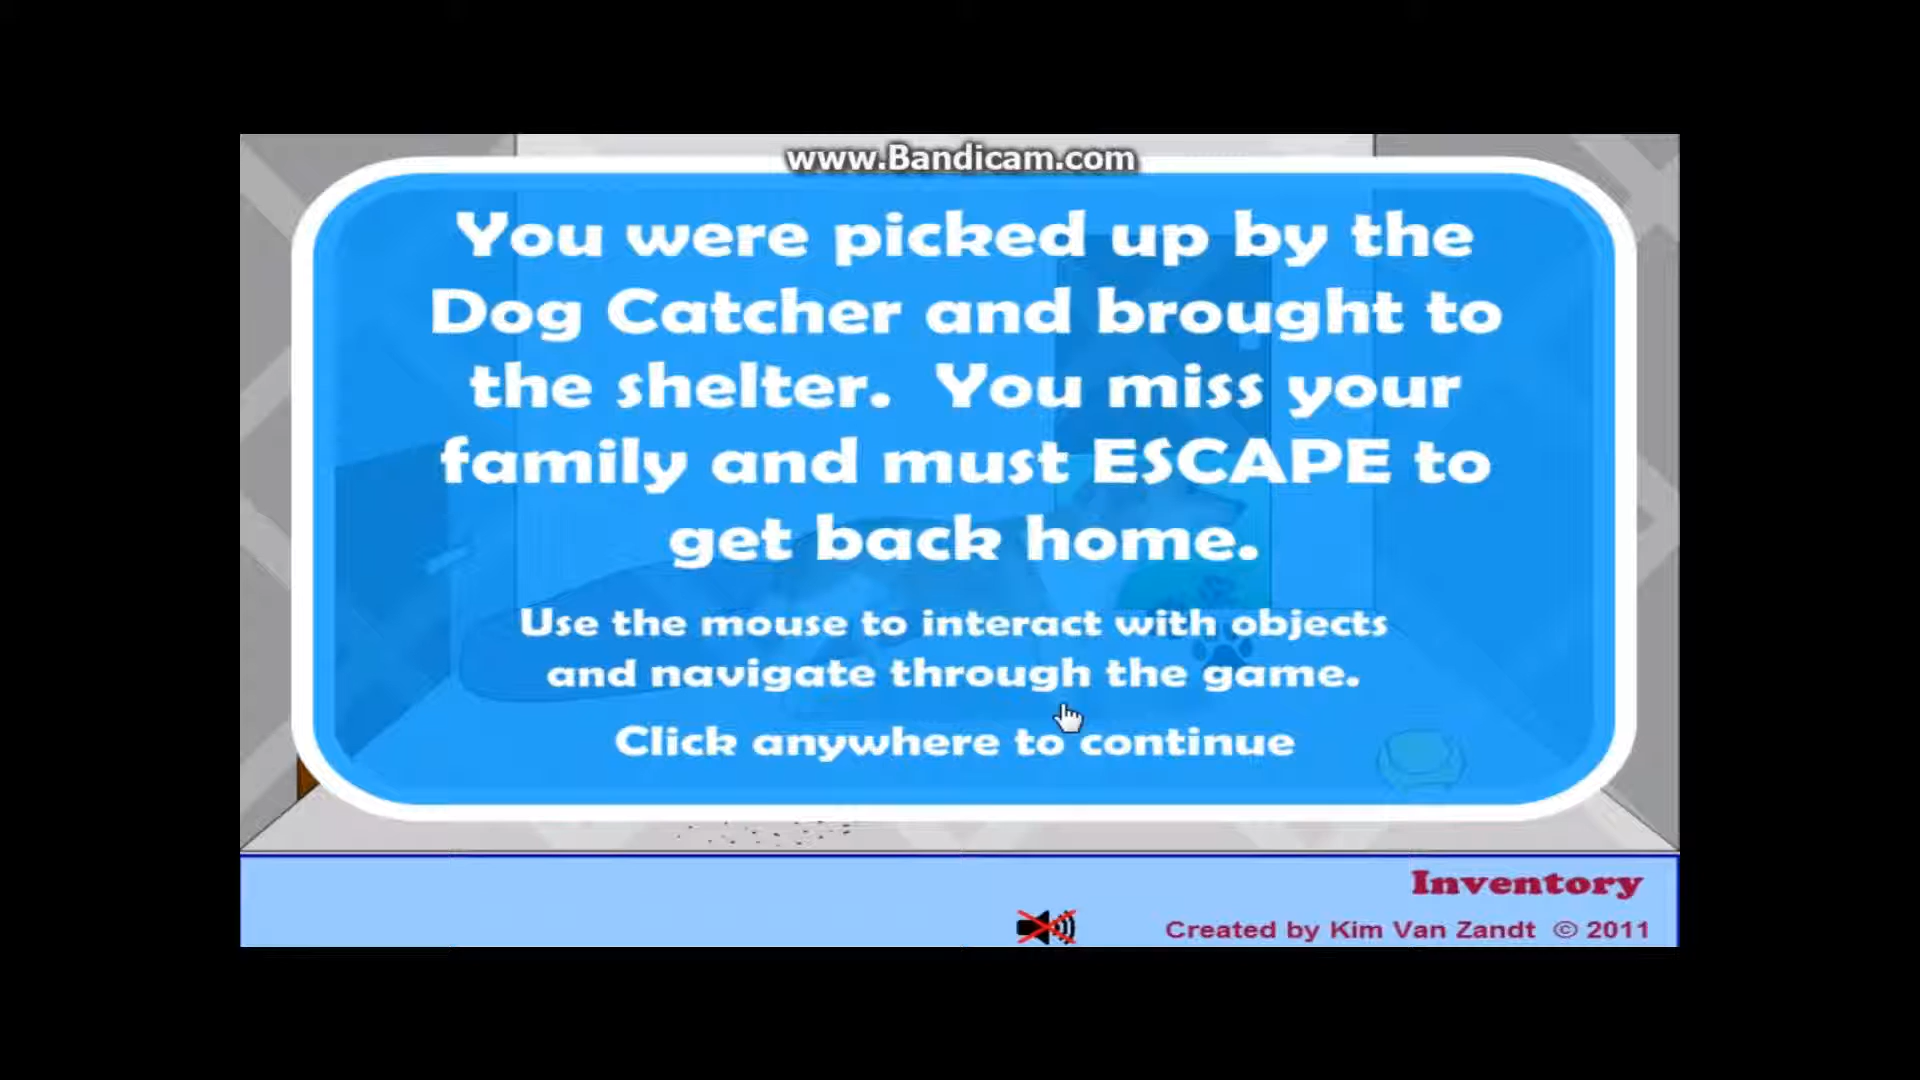 www.Bandicam.com
You were picked up by the
Dog Catcher and brought to
the shelter. You miss your
family and must ESCAPE to
get back home.
Use the mouse to interact with objects
and navigate through the game.
Click anywhere to continue
Inventory
Created by Kim Van Zandt © 2011